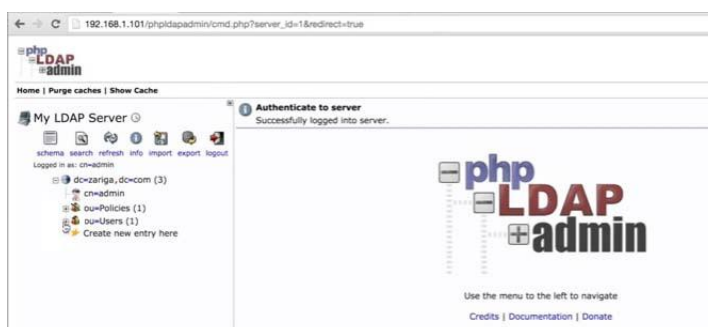 192.168.1.101/phpldapadmin/cmd.php?server_id=1&redirect=true
php
LDAP
admin
Home | Purge caches | Show Cache
My LDAP Server
schema search refresh info import export logout
Logged in as: cn=admin
dc=zariga,dc=com (3)
cn=admin
ou=Policies (1)
ou=Users (1)
Create new entry here
Authenticate to server
Successfully logged into server.
php
LDAP
admin
Use the menu to the left to navigate
Credits | Documentation | Donate